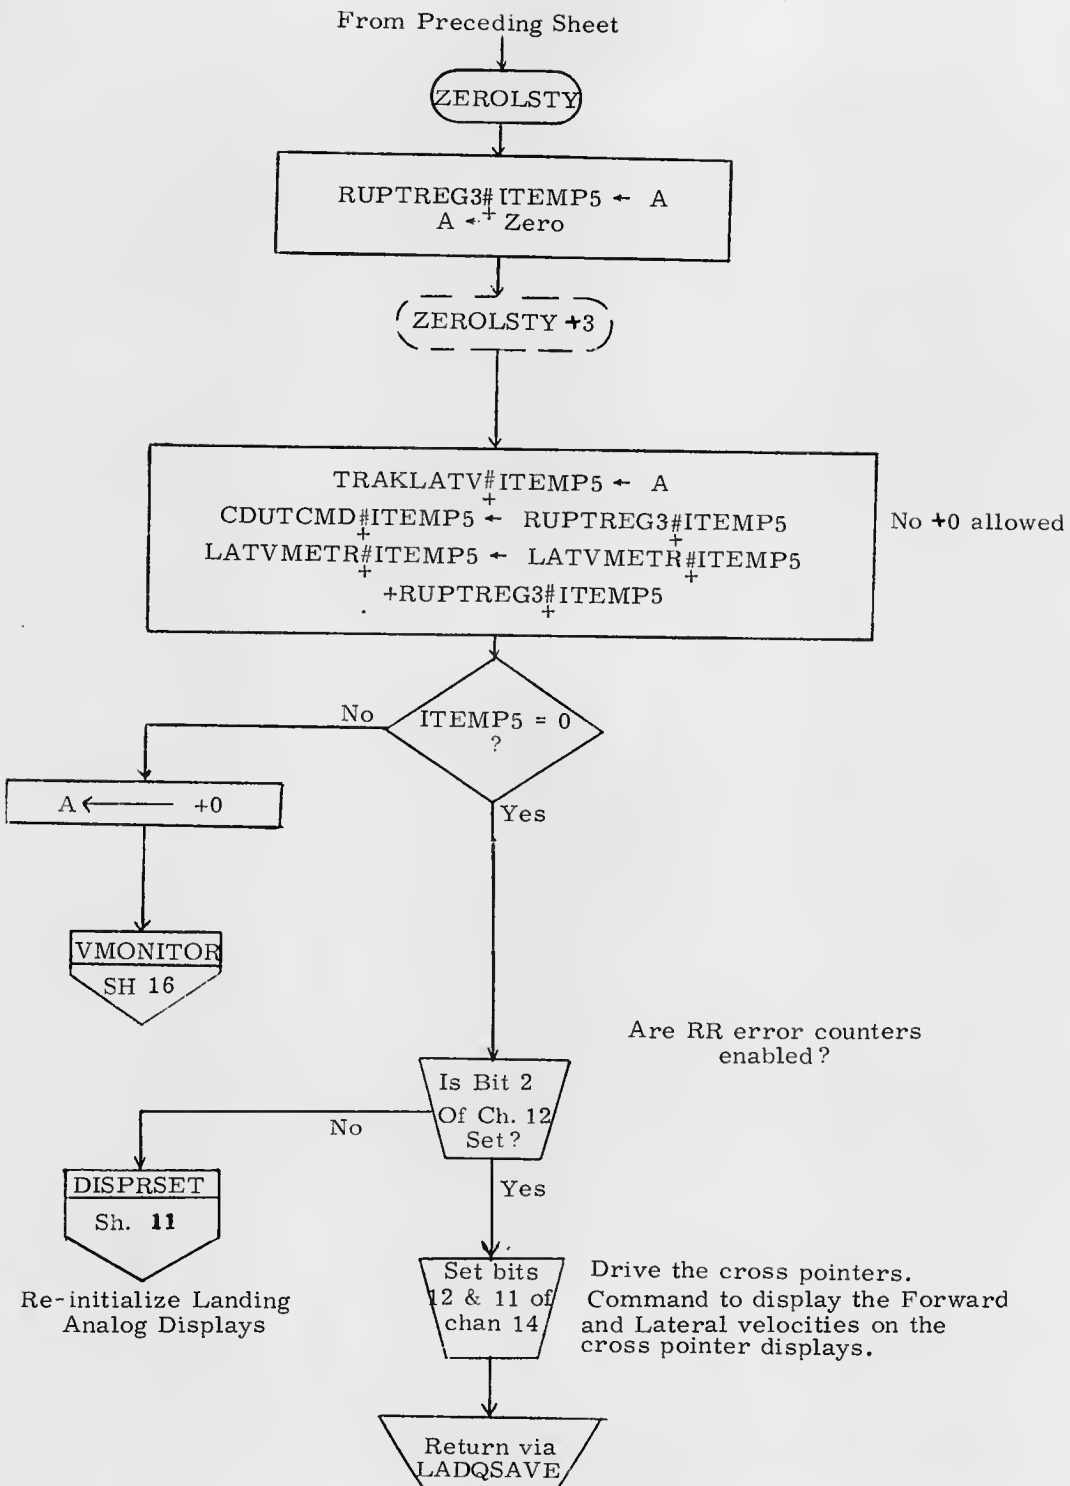 From Preceding Sheet
ZEROLSTY
RUPTREG3# ITEMP5 ← A
+
A ← Zero
ZEROLSTY +3
TRAKLATV#ITEMP5 ← A
+
CDUTCMD#ITEMP5 ← RUPTREG3#ITEMP5
+ +
LATVMETR#ITEMP5 ← LATVMETR#ITEMP5
+ +
+RUPTREG3#ITEMP5
+
No +0 allowed
ITEMP5 = 0
?
No
Yes
A ← +0
VMONITOR
SH 16
Are RR error counters
enabled?
Is Bit 2
Of Ch. 12
Set?
No
Yes
DISPRSET
Sh. 11
Re-initialize Landing
Analog Displays
Set bits
12 & 11 of
chan 14
Drive the cross pointers.
Command to display the Forward
and Lateral velocities on the
cross pointer displays.
Return via
LADQSAVE